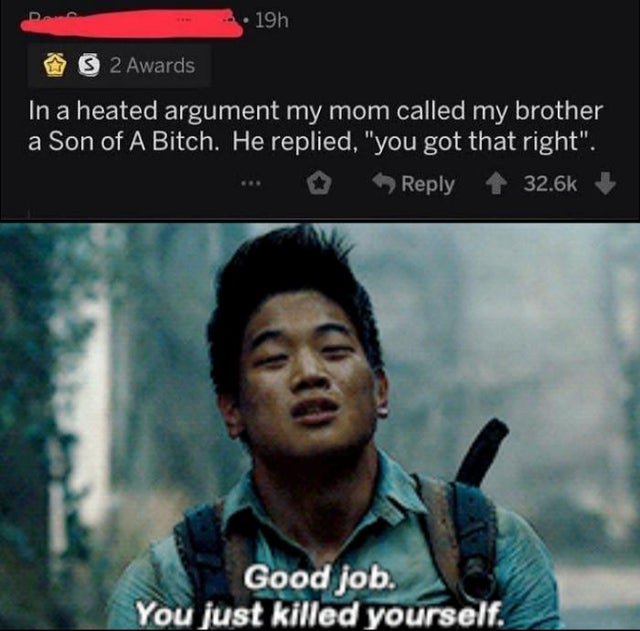 • 19h
S 2 Awards
In a heated argument my mom called my brother
a Son of A Bitch. He replied, "you got that right".
... Reply 32.6k
Good job.
You just killed yourself.